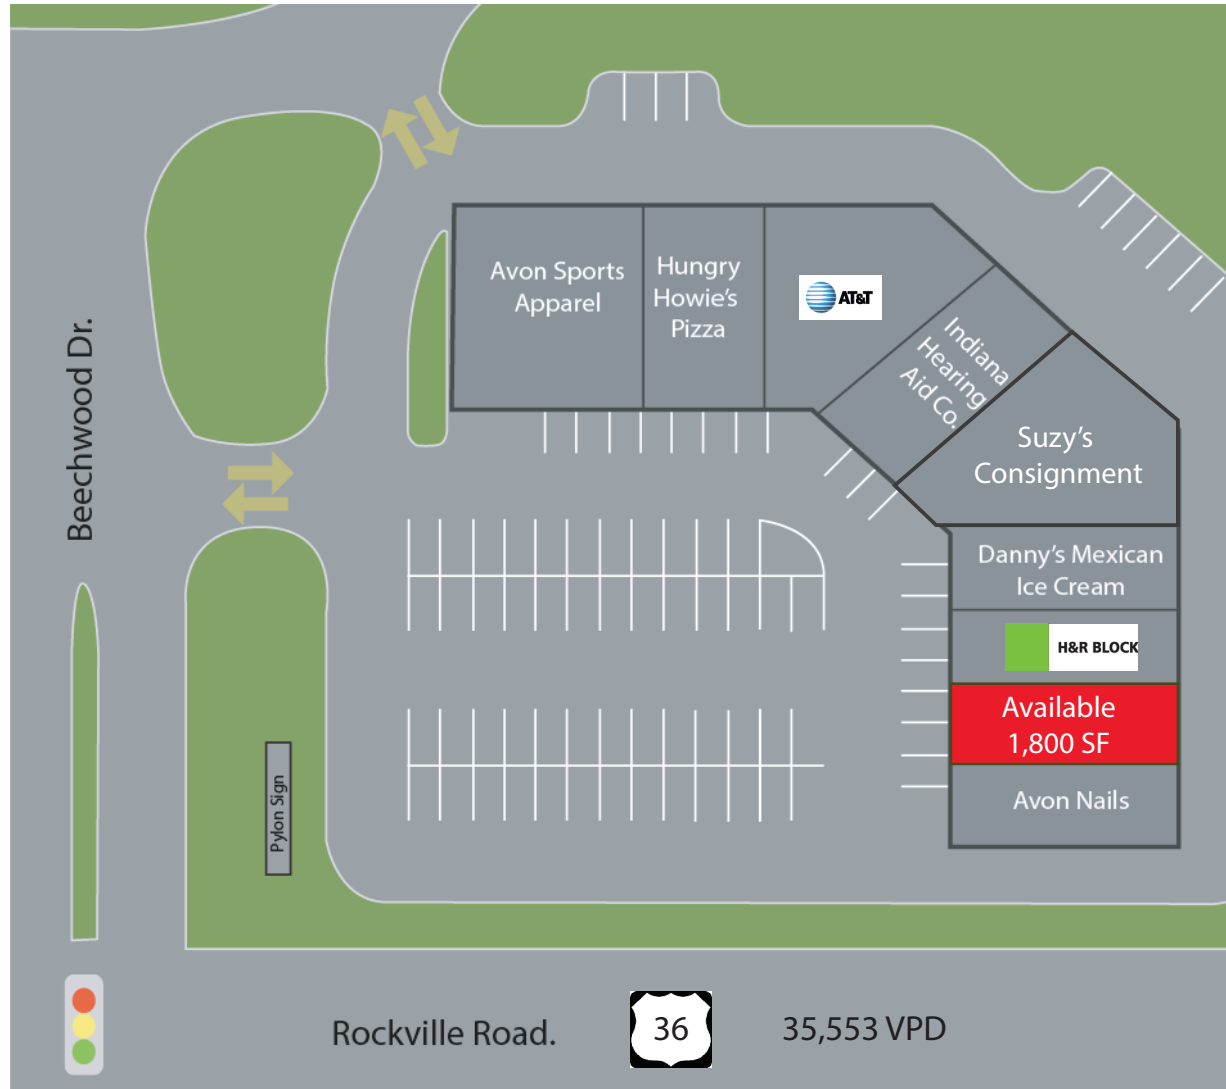 Avon Sports
Apparel
Hungry
Howie's
Pizza
AT&T
Indiana
Hearing
Aid Co.
Suzy's
Consignment
Danny's Mexican
Ice Cream
H&R BLOCK
Available
1,800 SF
Avon Nails
Beechwood Dr.
Pylon Sign
Rockville Road.
36
35,553 VPD